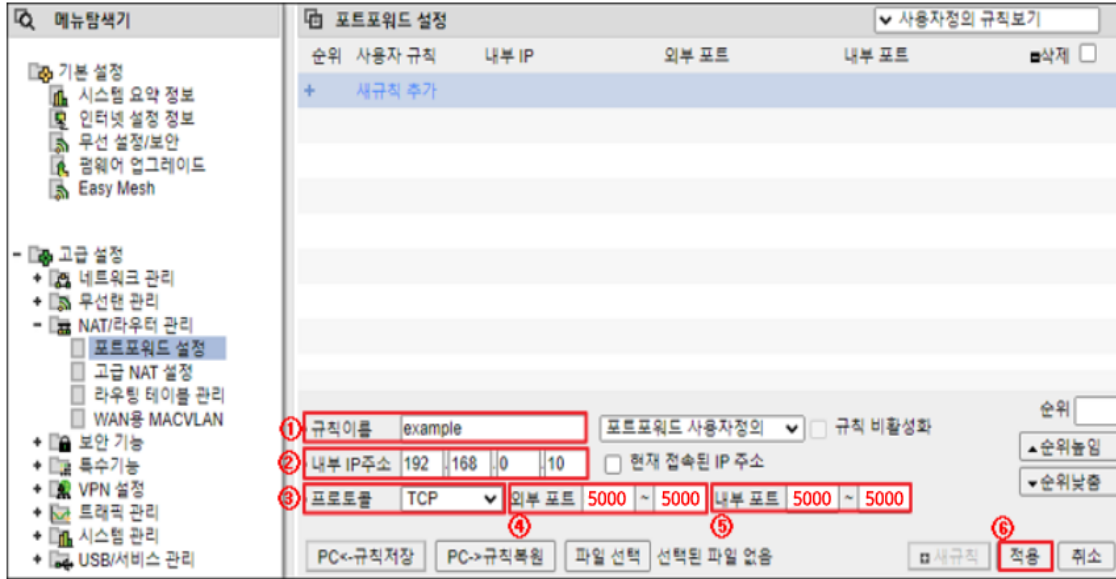 메뉴탐색기
기본 설정
시스템 요약 정보
인터넷 설정 정보
무선 설정/보안
펌웨어 업그레이드
Easy Mesh
고급 설정
네트워크 관리
무선랜 관리
NAT/라우터 관리
포트포워드 설정
고급 NAT 설정
라우팅 테이블 관리
WAN용 MACVLAN
보안 기능
특수기능
VPN 설정
트래픽 관리
시스템 관리
USB/서비스 관리
포트포워드 설정 사용자정의 규칙보기
순위 사용자 규칙 내부 IP 외부 포트 내부 포트 삭제
+ 새규칙 추가
순위
① 규칙이름 example 포트포워드 사용자정의 규칙 비활성화
▲순위높임
② 내부 IP주소 192 .168 .0 .10 현재 접속된 IP 주소
▼순위낮춤
③ 프로토콜 TCP 외부 포트 5000 ~ 5000 내부 포트 5000 ~ 5000
④ ⑤ ⑥
PC<-규칙저장 PC->규칙복원 파일 선택 선택된 파일 없음 새규칙 적용 취소